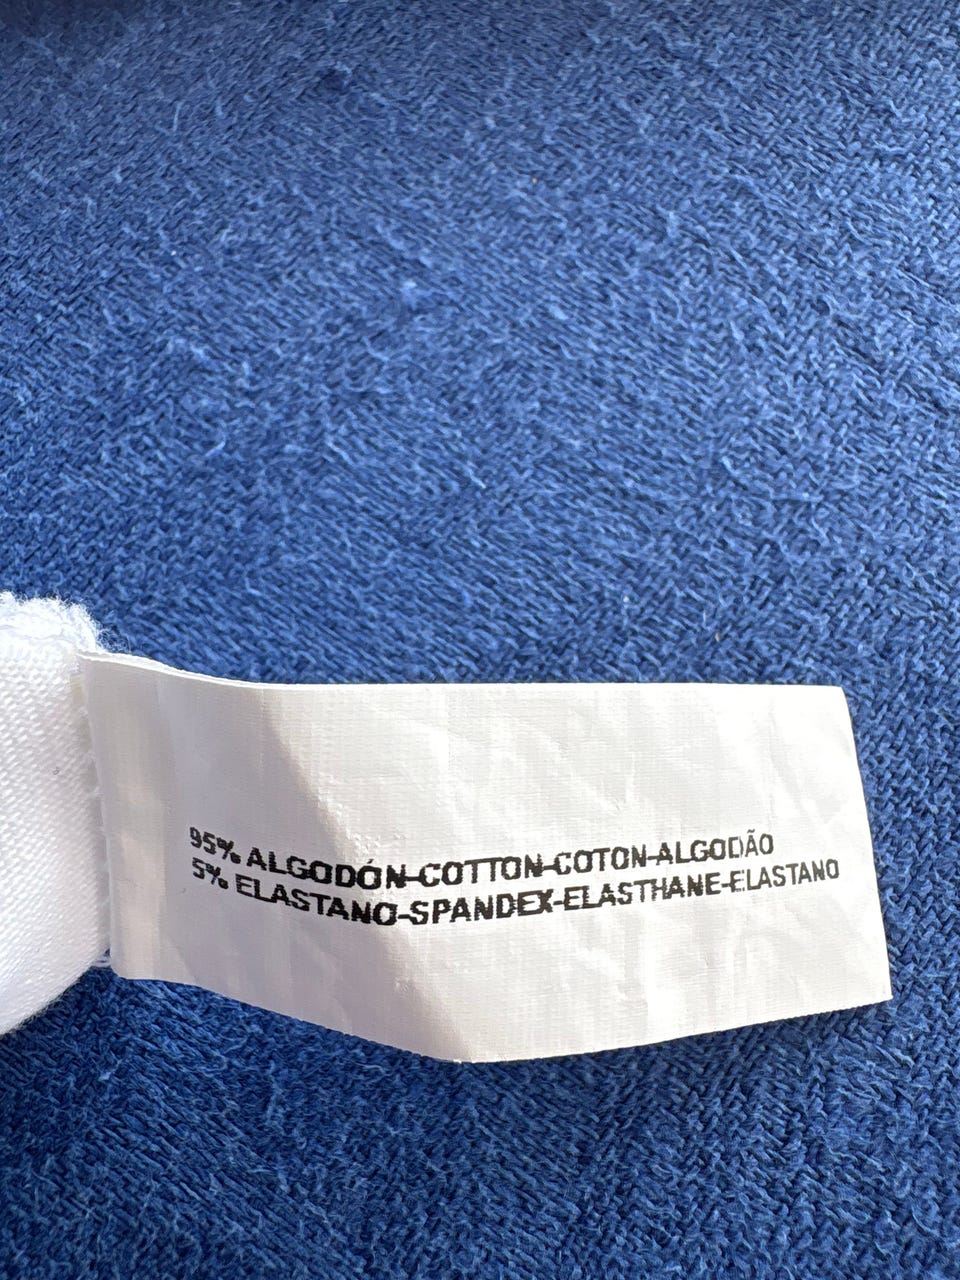 95% ALGODÓN-COTTON-COTON-ALGODÃO
5% ELASTANO-SPANDEX-ELASTHANE-ELASTANO